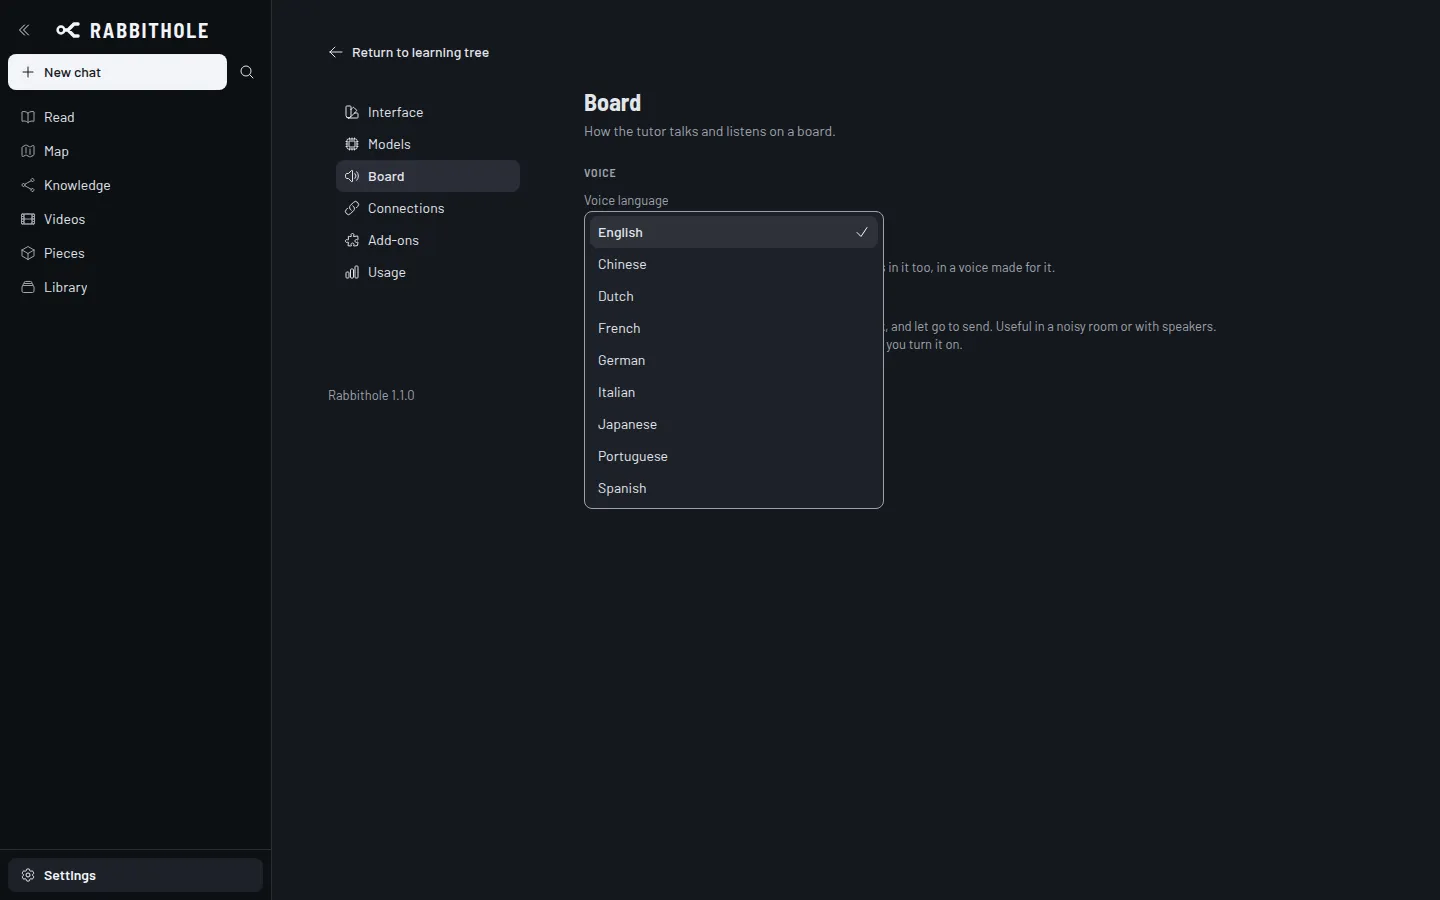 RABBITHOLE
New chat
Read
Map
Knowledge
Videos
Pieces
Library
Settings
Return to learning tree
Interface
Models
Board
Connections
Add-ons
Usage
Rabbithole 1.1.0
Board
How the tutor talks and listens on a board.
VOICE
Voice language
English
Chinese
Dutch
French
German
Italian
Japanese
Portuguese
Spanish
in it too, in a voice made for it.
, and let go to send. Useful in a noisy room or with speakers.
you turn it on.